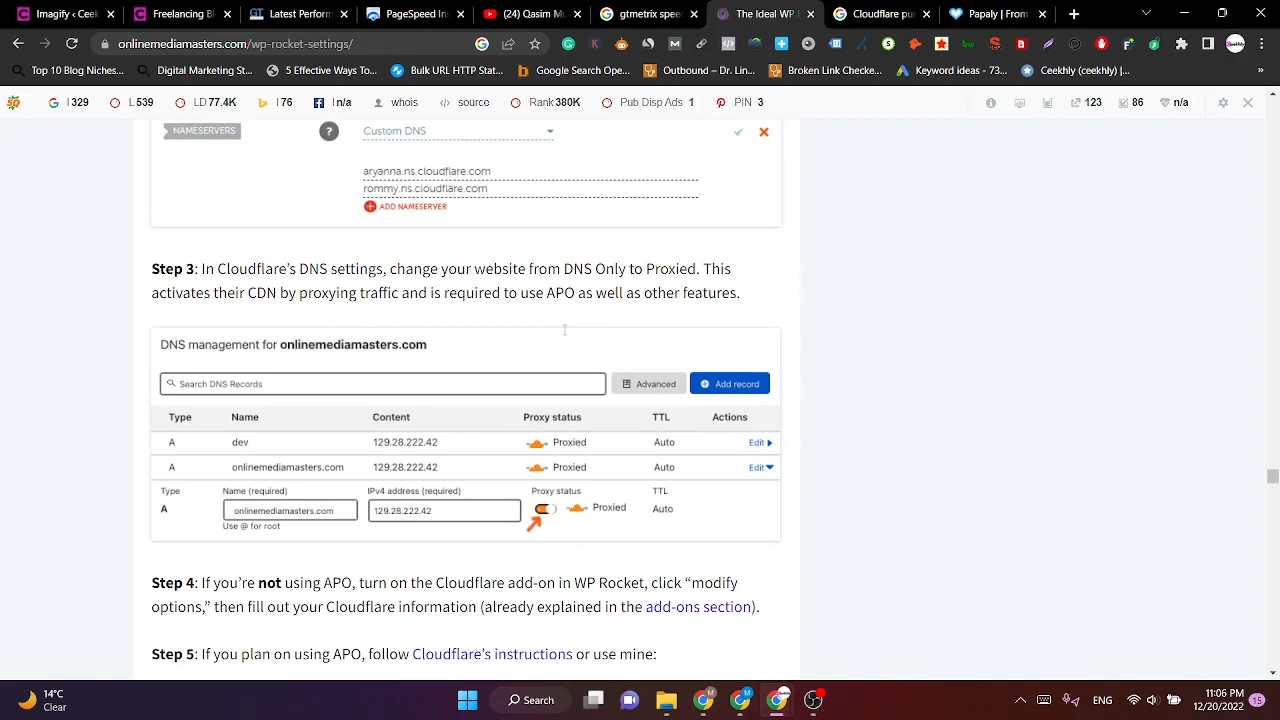 Imagify ‹ Ceek
Freelancing Bl
Latest Perform
PageSpeed Ins
(24) Qasim Mu
gtmetrix speed
The Ideal WP
Cloudflare pu
Papaly | From
onlinemediamasters.com/wp-rocket-settings/
Top 10 Blog Niches...
Digital Marketing...
5 Effective Ways T...
Bulk URL HTTP Stat...
Google Search Ope...
Outbound – Dr. Lin...
Broken Link Checke...
Keyword ideas - 73...
Ceekhly (ceekhly) |...
»
I 329
L 539
LD 77.4K
I 76
I n/a
whois
source
Rank 380K
Pub Disp Ads 1
PIN 3
123
86
n/a
NAMESERVERS
?
Custom DNS
aryanna.ns.cloudflare.com
rommy.ns.cloudflare.com
ADD NAMESERVER
Step 3: In Cloudflare's DNS settings, change your website from DNS Only to Proxied. This
activates their CDN by proxying traffic and is required to use APO as well as other features.
DNS management for onlinemediamasters.com
Search DNS Records
Advanced
Add record
Type Name Content Proxy status TTL Actions
A dev 129.28.222.42 Proxied Auto Edit
A onlinemediamasters.com 129.28.222.42 Proxied Auto Edit
Type Name (required) IPv4 address (required) Proxy status TTL
A onlinemediamasters.com 129.28.222.42 Proxied Auto
Use @ for root
Step 4: If you're not using APO, turn on the Cloudflare add-on in WP Rocket, click “modify
options,” then fill out your Cloudflare information (already explained in the add-ons section).
Step 5: If you plan on using APO, follow Cloudflare's instructions or use mine:
14°C
Clear
Search
ENG
11:06 PM
12/20/2022
15